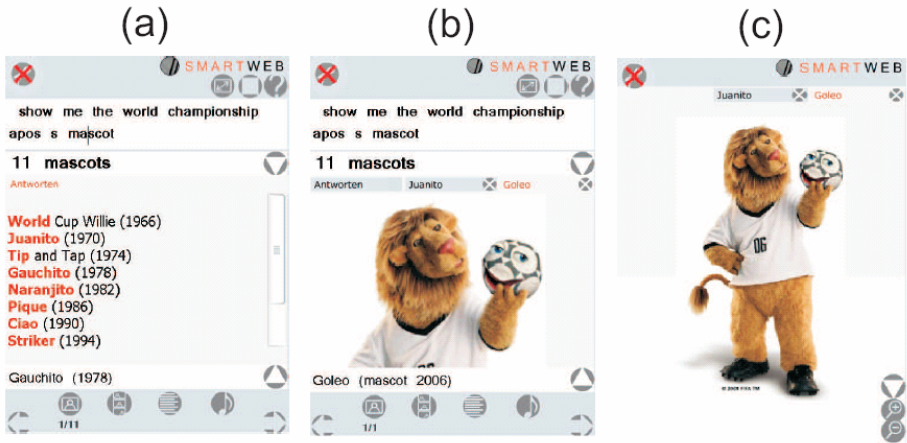 (a)
SMARTWEB
show me the world championship
apos s mascot
11 mascots
Antworten
World Cup Willie (1966)
Juanito (1970)
Tip and Tap (1974)
Gauchito (1978)
Naranjito (1982)
Pique (1986)
Ciao (1990)
Striker (1994)
Gauchito (1978)
1/11
(b)
SMARTWEB
show me the world championship
apos s mascot
11 mascots
Antworten Juanito Goleo
06
Goleo (mascot 2006)
1/1
(c)
SMARTWEB
Juanito Goleo
06